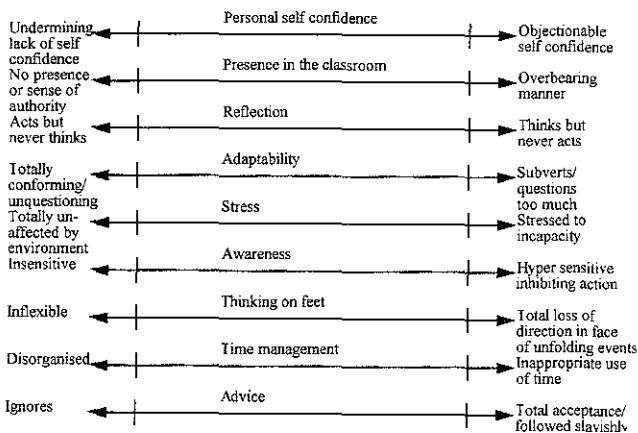 Personal self confidence
Undermining
lack of self
confidence
Objectionable
self confidence
Presence in the classroom
No presence
or sense of
authority
Overbearing
manner
Reflection
Acts but
never thinks
Thinks but
never acts
Adaptability
Totally
conforming/
unquestioning
Subverts/
questions
too much
Stress
Totally un-
affected by
environment
Stressed to
incapacity
Awareness
Insensitive
Hyper sensitive
inhibiting action
Thinking on feet
Inflexible
Total loss of
direction in face
of unfolding events
Time management
Disorganised
Inappropriate use
of time
Advice
Ignores
Total acceptance/
followed slavishly